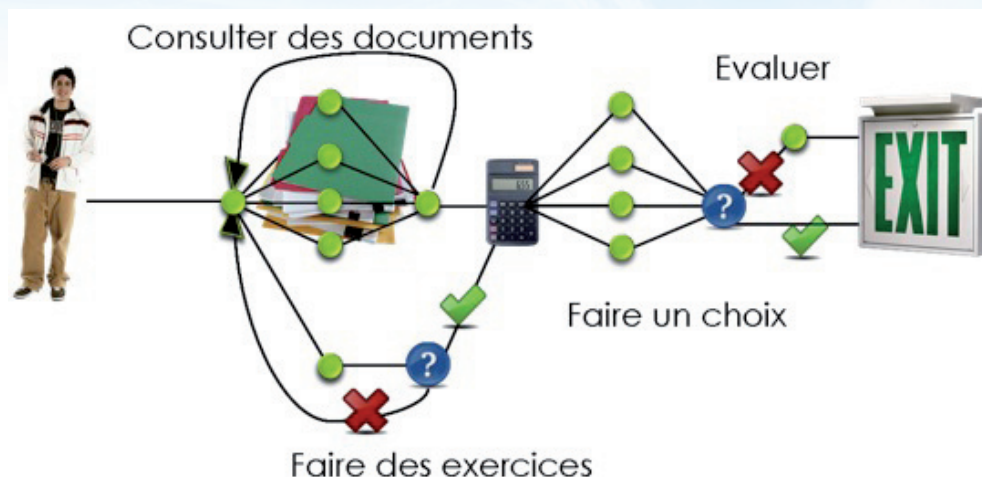 Consulter des documents
Evaluer
EXIT
Faire un choix
Faire des exercices